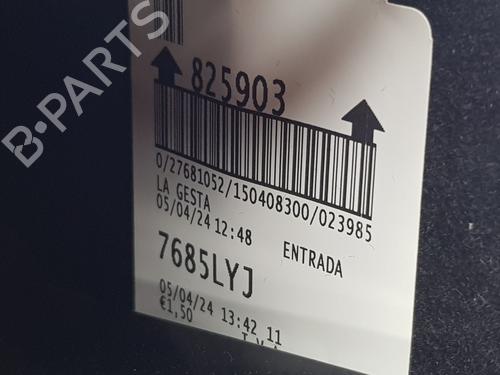 825903
0/27681052/150408300/023985
LA GESTA
05/04/24 12:48 ENTRADA
7685LYJ
05/04/24 13:42 11
€1,50
B-PARTS